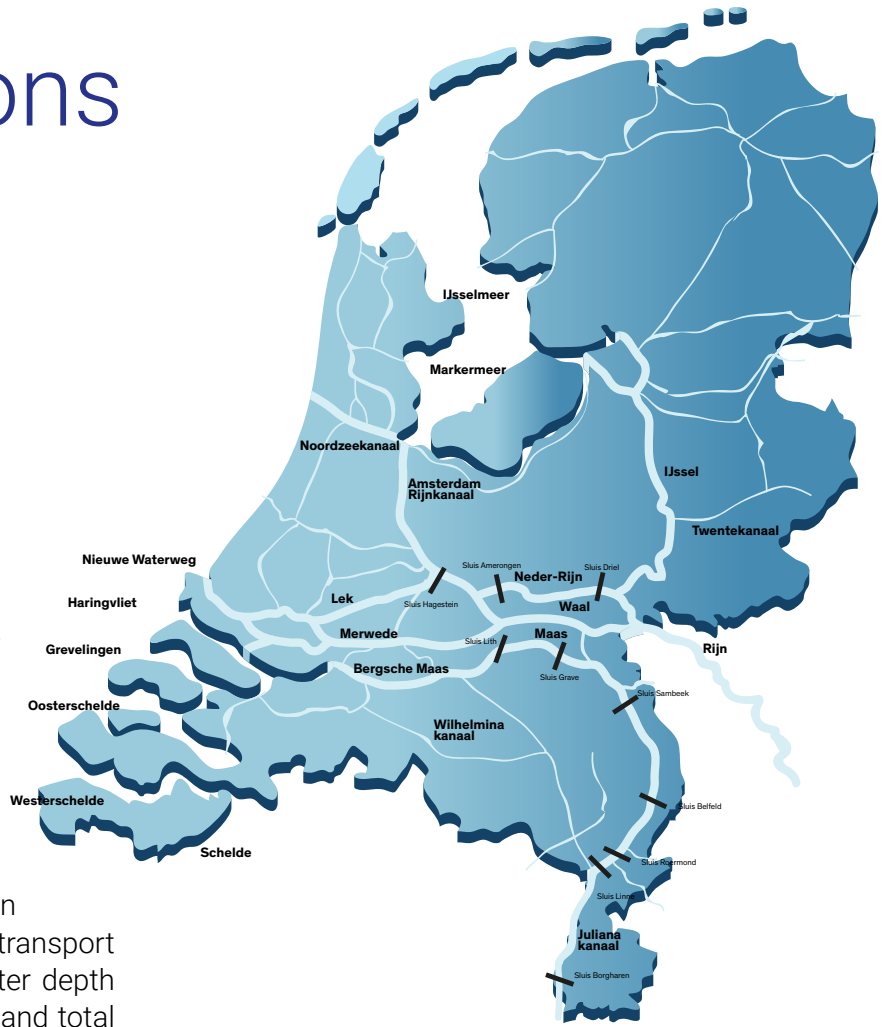 ons
IJsselmeer
Markermeer
Noordzeekanaal
Amsterdam
Rijnkanaal
IJssel
Twentekanaal
Nieuwe Waterweg
Sluis Amerongen
Sluis Driel
Neder-Rijn
Haringvliet
Lek
Sluis Hagestein
Waal
Merwede
Sluis Lith
Maas
Grevelingen
Rijn
Bergsche Maas
Sluis Grave
Sluis Sambeek
Oosterschelde
Wilhelmina
kanaal
Westerschelde
Sluis Belfeld
Schelde
Sluis Roermond
Sluis Linne
n
transport
Juliana
kanaal
ter depth
Sluis Borgharen
and total